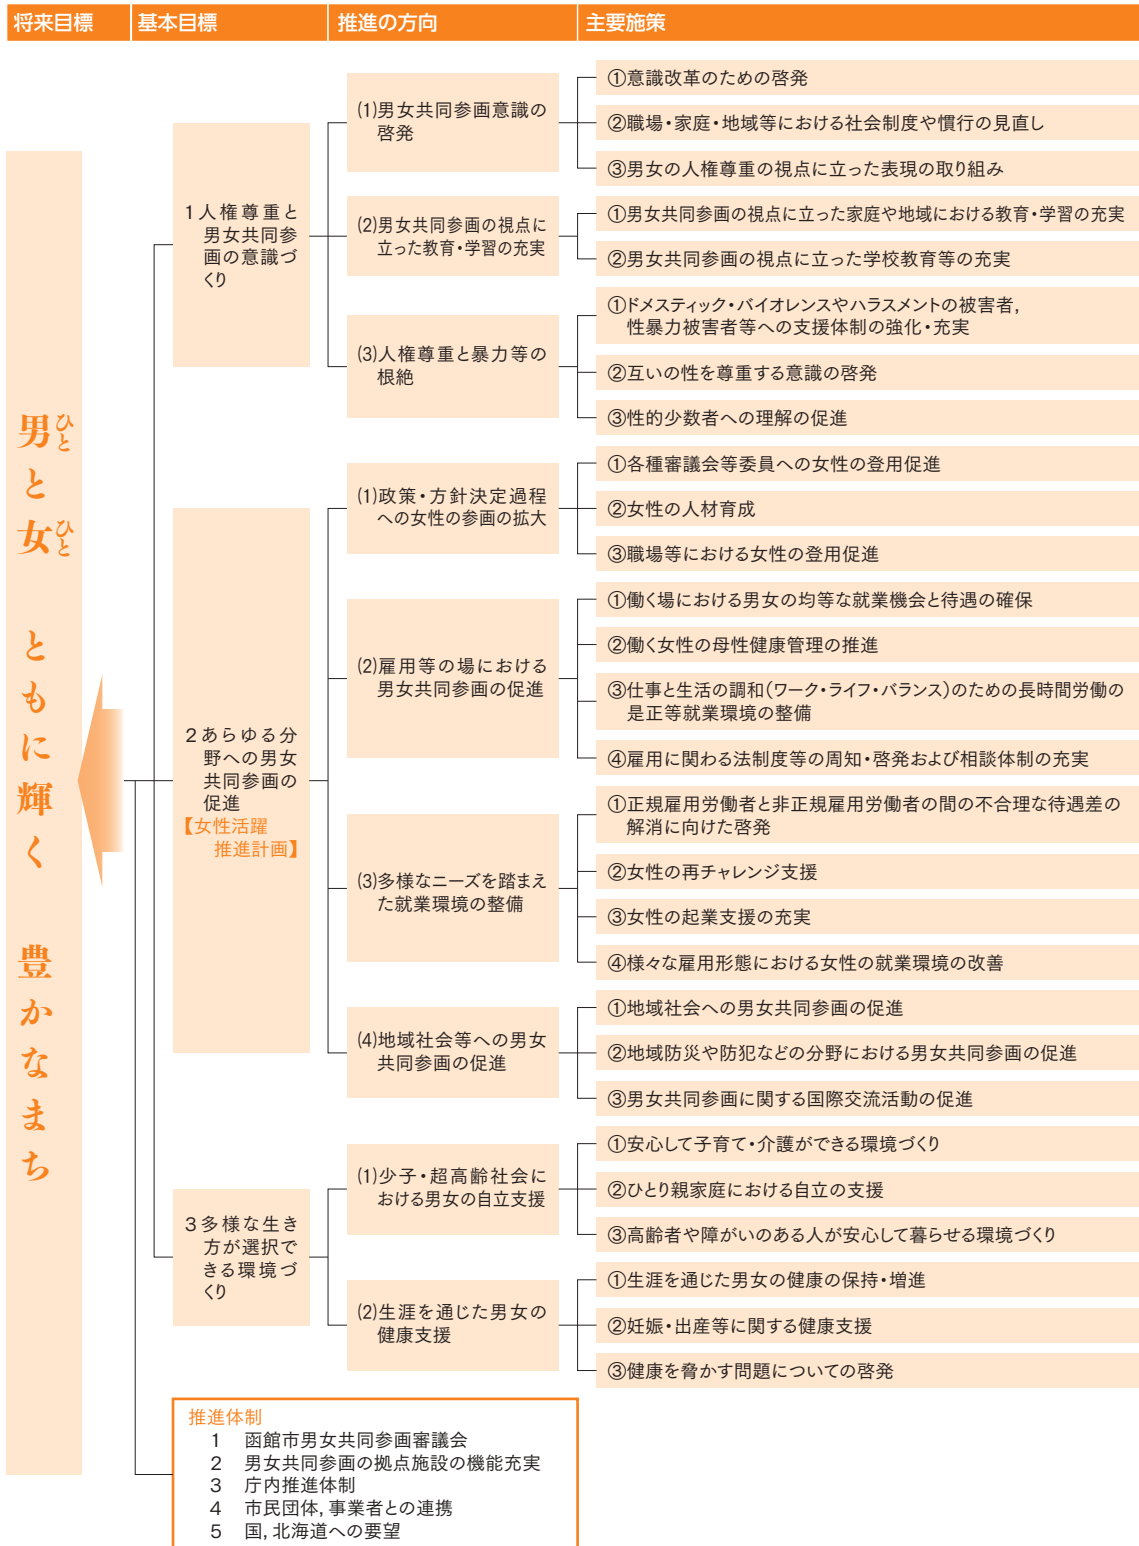 将来目標
基本目標
推進の方向
主要施策
男と女 ともに輝く 豊かなまち
ひと
ひと
1人権尊重と
男女共同参
画の意識づ
くり
(1)男女共同参画意識の
啓発
①意識改革のための啓発
②職場・家庭・地域等における社会制度や慣行の見直し
③男女の人権尊重の視点に立った表現の取り組み
(2)男女共同参画の視点に
立った教育・学習の充実
①男女共同参画の視点に立った家庭や地域における教育・学習の充実
②男女共同参画の視点に立った学校教育等の充実
(3)人権尊重と暴力等の
根絶
①ドメスティック・バイオレンスやハラスメントの被害者,
性暴力被害者等への支援体制の強化・充実
②互いの性を尊重する意識の啓発
③性的少数者への理解の促進
2あらゆる分
野への男女
共同参画の
促進
【女性活躍
推進計画】
(1)政策・方針決定過程
への女性の参画の拡大
①各種審議会等委員への女性の登用促進
②女性の人材育成
③職場等における女性の登用促進
(2)雇用等の場における
男女共同参画の促進
①働く場における男女の均等な就業機会と待遇の確保
②働く女性の母性健康管理の推進
③仕事と生活の調和(ワーク・ライフ・バランス)のための長時間労働の
是正等就業環境の整備
④雇用に関わる法制度等の周知・啓発および相談体制の充実
(3)多様なニーズを踏まえ
た就業環境の整備
①正規雇用労働者と非正規雇用労働者の間の不合理な待遇差の
解消に向けた啓発
②女性の再チャレンジ支援
③女性の起業支援の充実
④様々な雇用形態における女性の就業環境の改善
(4)地域社会等への男女
共同参画の促進
①地域社会への男女共同参画の促進
②地域防災や防犯などの分野における男女共同参画の促進
③男女共同参画に関する国際交流活動の促進
3多様な生き
方が選択で
きる環境づ
くり
(1)少子・超高齢社会に
おける男女の自立支援
①安心して子育て・介護ができる環境づくり
②ひとり親家庭における自立の支援
③高齢者や障がいのある人が安心して暮らせる環境づくり
(2)生涯を通じた男女の
健康支援
①生涯を通じた男女の健康の保持・増進
②妊娠・出産等に関する健康支援
③健康を脅かす問題についての啓発
推進体制
1 函館市男女共同参画審議会
2 男女共同参画の拠点施設の機能充実
3 庁内推進体制
4 市民団体,事業者との連携
5 国,北海道への要望